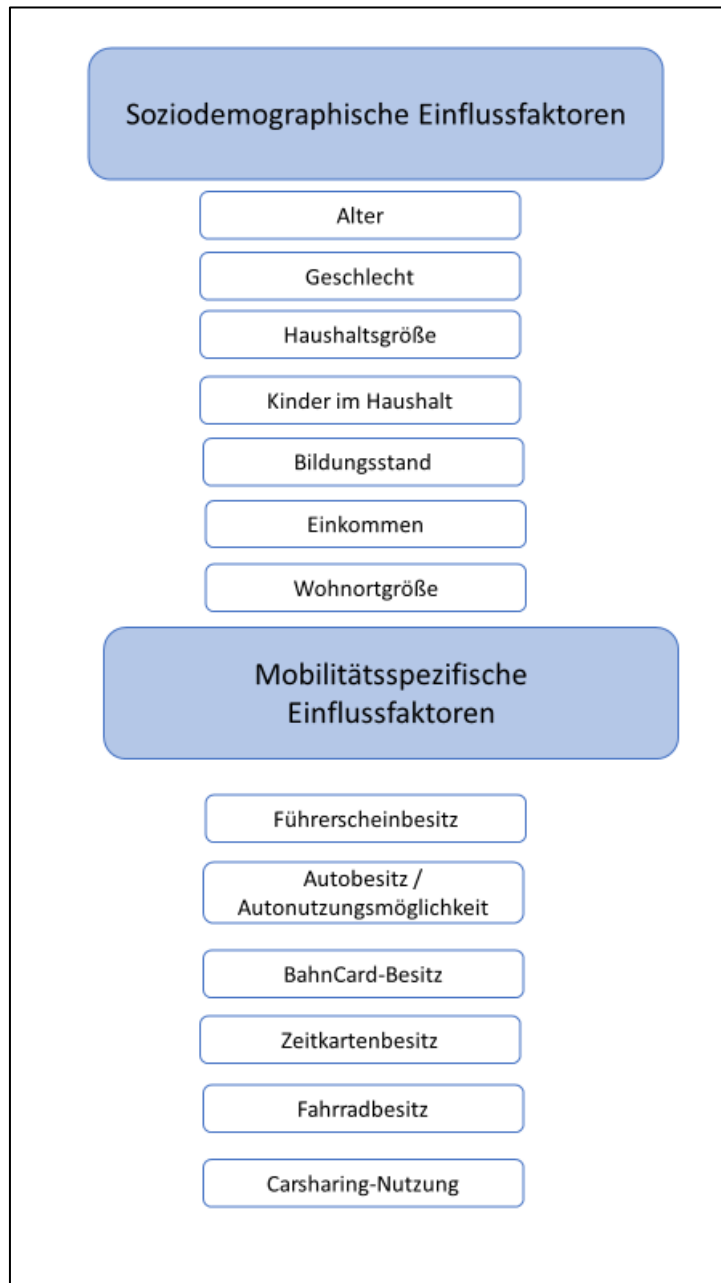 Soziodemographische Einflussfaktoren
Alter
Geschlecht
Haushaltsgröße
Kinder im Haushalt
Bildungsstand
Einkommen
Wohnortgröße
Mobilitätsspezifische
Einflussfaktoren
Führerscheinbesitz
Autobesitz /
Autonutzungsmöglichkeit
BahnCard-Besitz
Zeitkartenbesitz
Fahrradbesitz
Carsharing-Nutzung